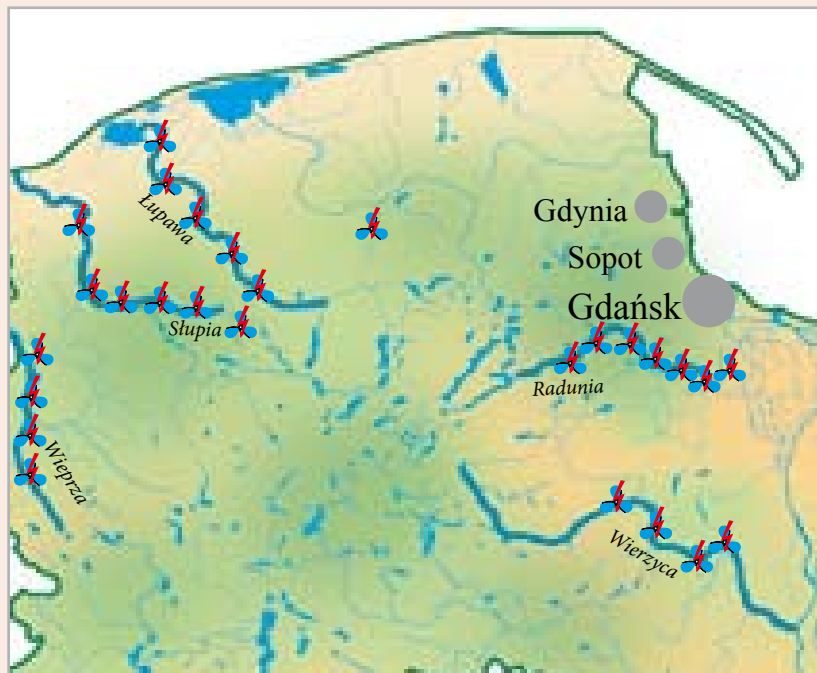 Gdynia
Łupawa
Sopot
Gdańsk
Słupia
Radunia
Wieprza
Wierzyca